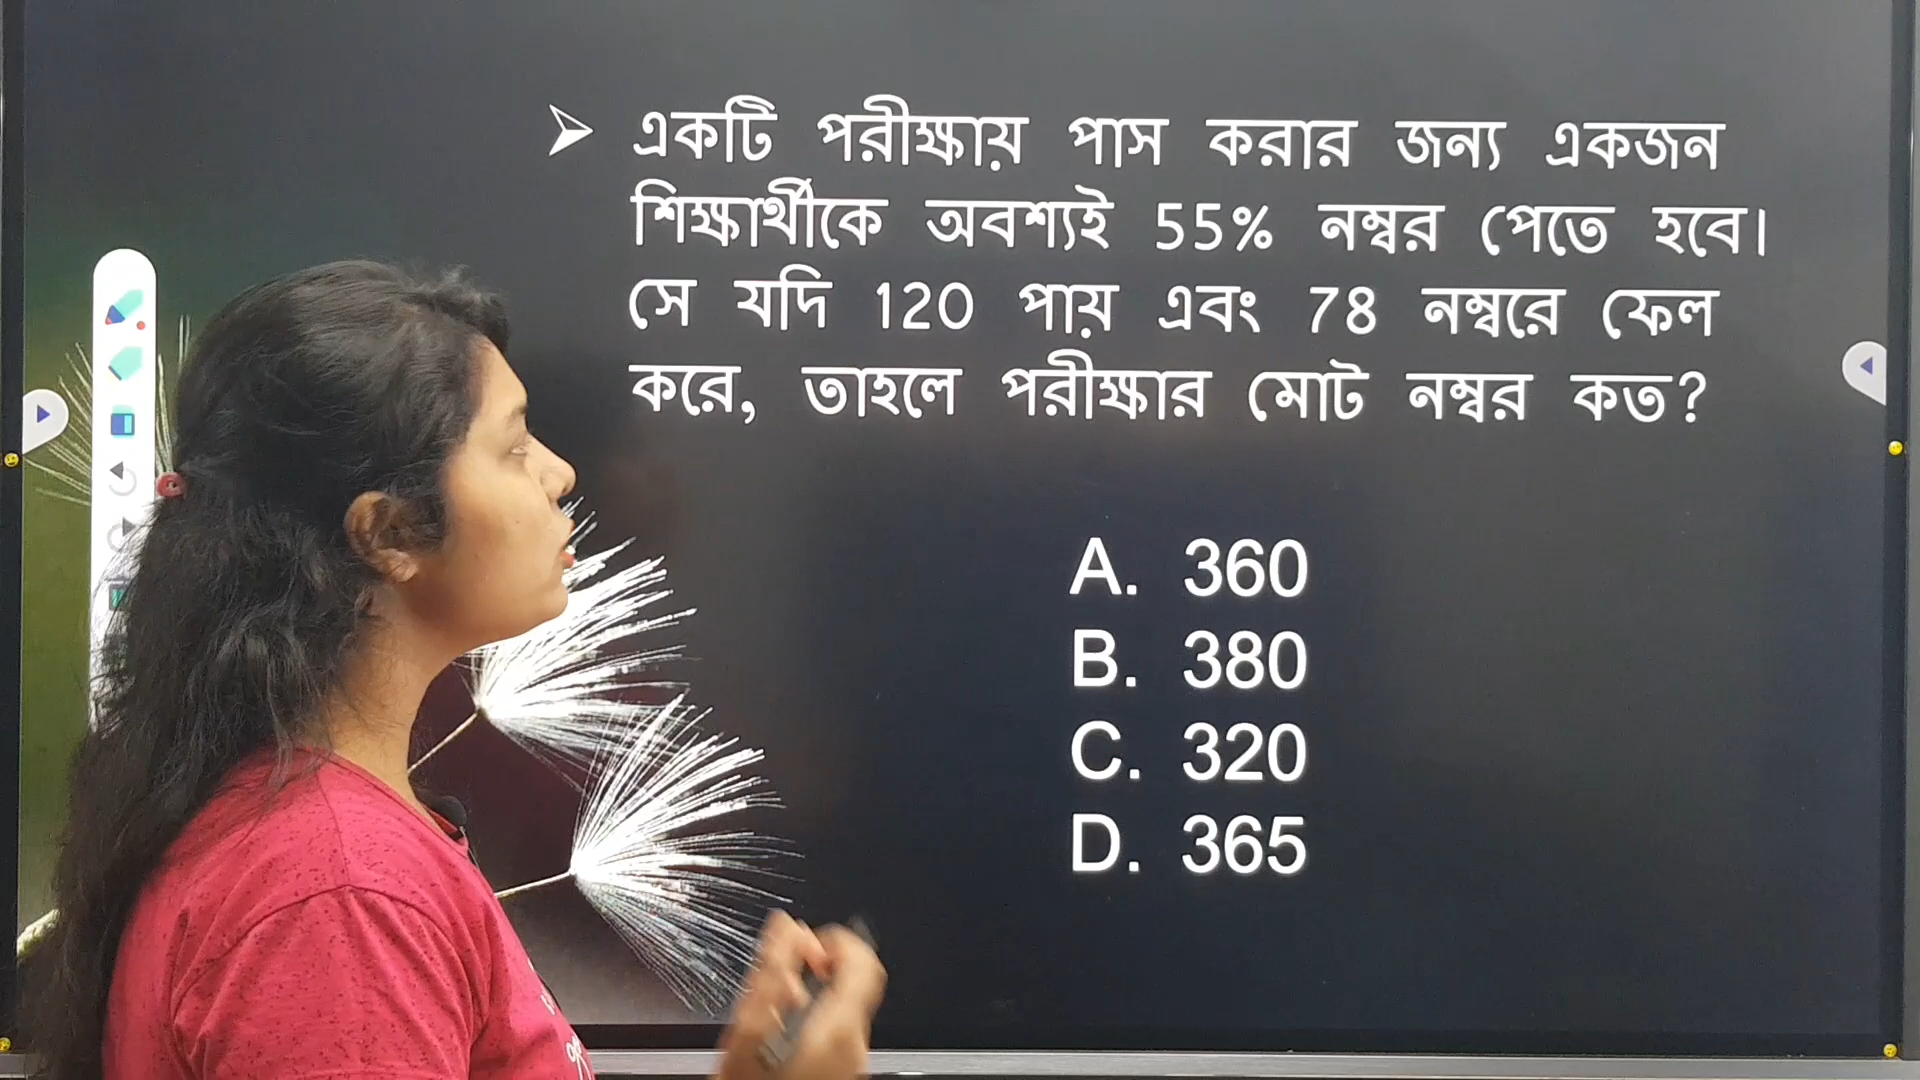 ➢ একটি পরীক্ষায় পাস করার জন্য একজন
শিক্ষার্থীকে অবশ্যই 55% নম্বর পেতে হবে।
সে যদি 120 পায় এবং 78 নম্বরে ফেল
করে, তাহলে পরীক্ষার মোট নম্বর কত?
A. 360
B. 380
C. 320
D. 365